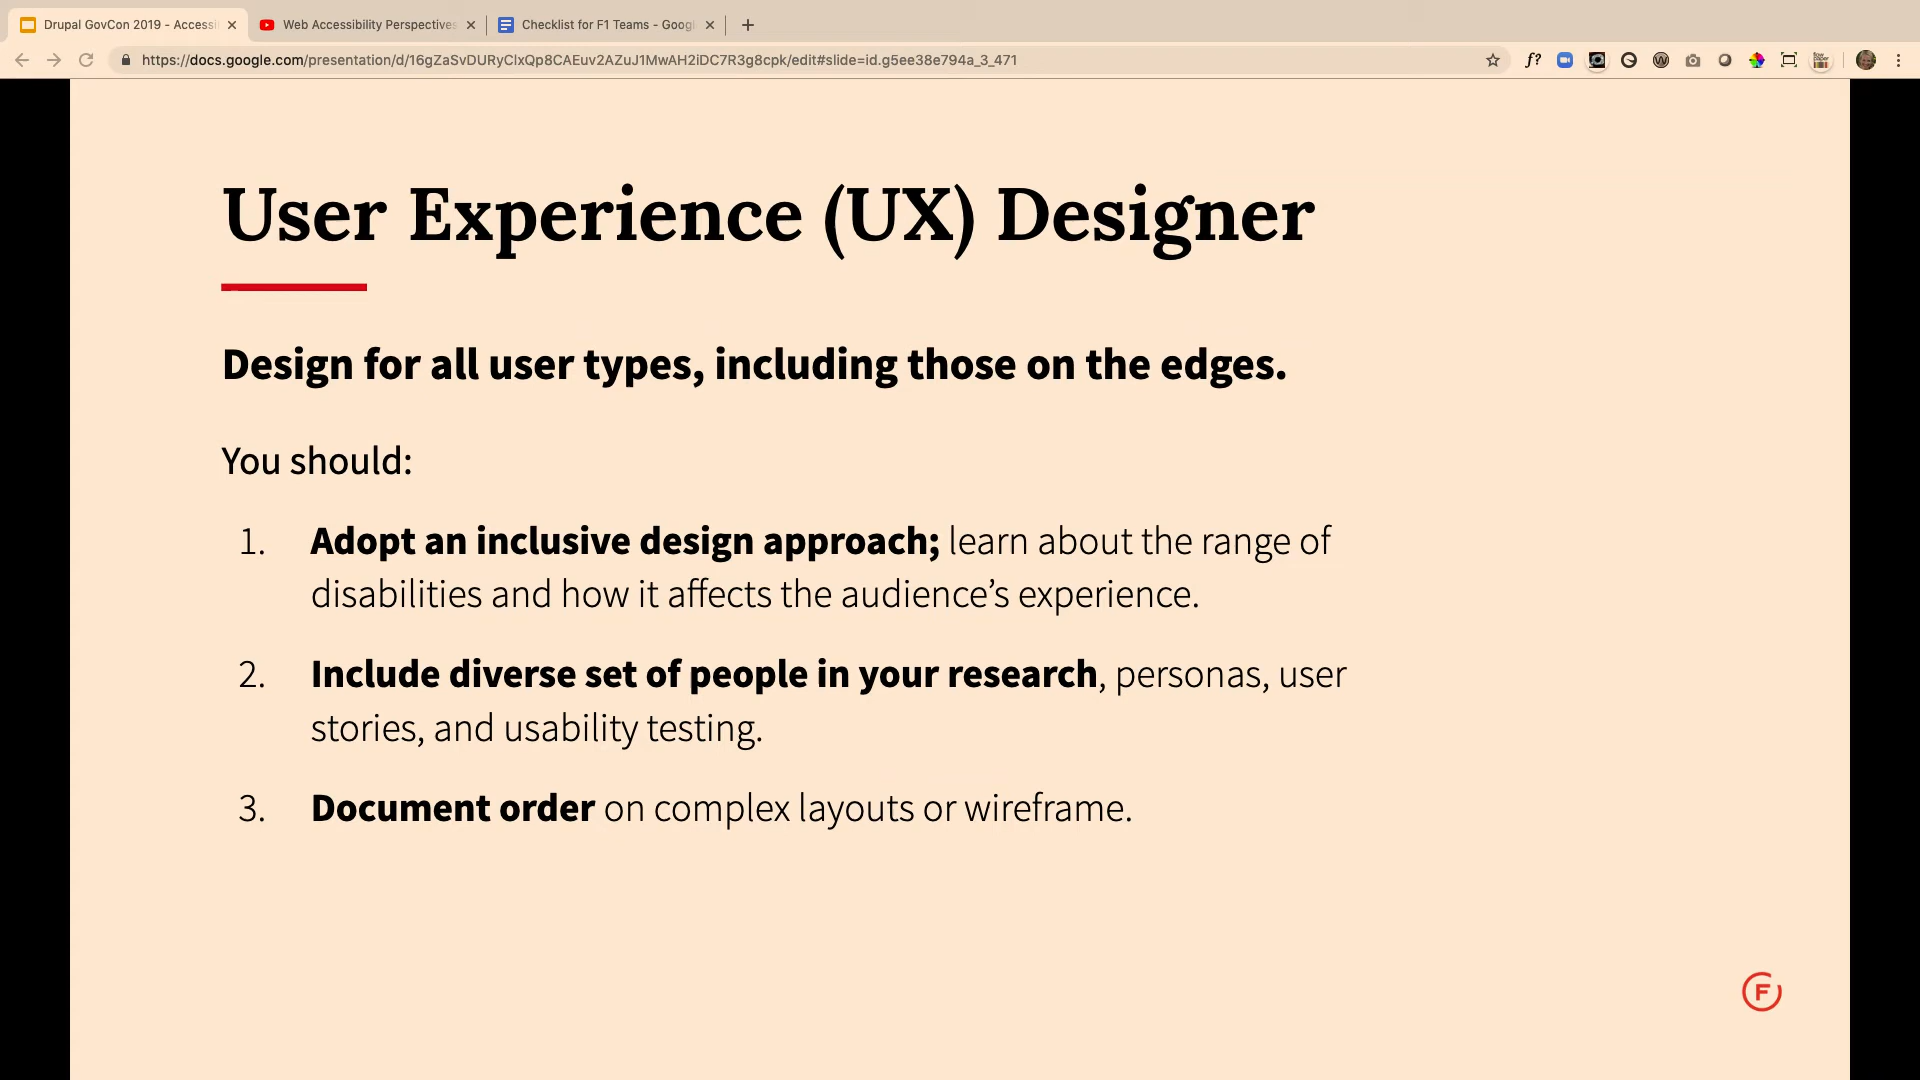 Drupal GovCon 2019 - Accessi
Web Accessibility Perspectives
Checklist for F1 Teams - Googl
https://docs.google.com/presentation/d/16gZaSvDURyClxQp8CAEuv2AZuJ1MwAH2iDC7R3g8cpk/edit#slide=id.g5ee38e794a_3_471
f?
User Experience (UX) Designer
Design for all user types, including those on the edges.
You should:
1. Adopt an inclusive design approach; learn about the range of
disabilities and how it affects the audience’s experience.
2. Include diverse set of people in your research, personas, user
stories, and usability testing.
3. Document order on complex layouts or wireframe.
F